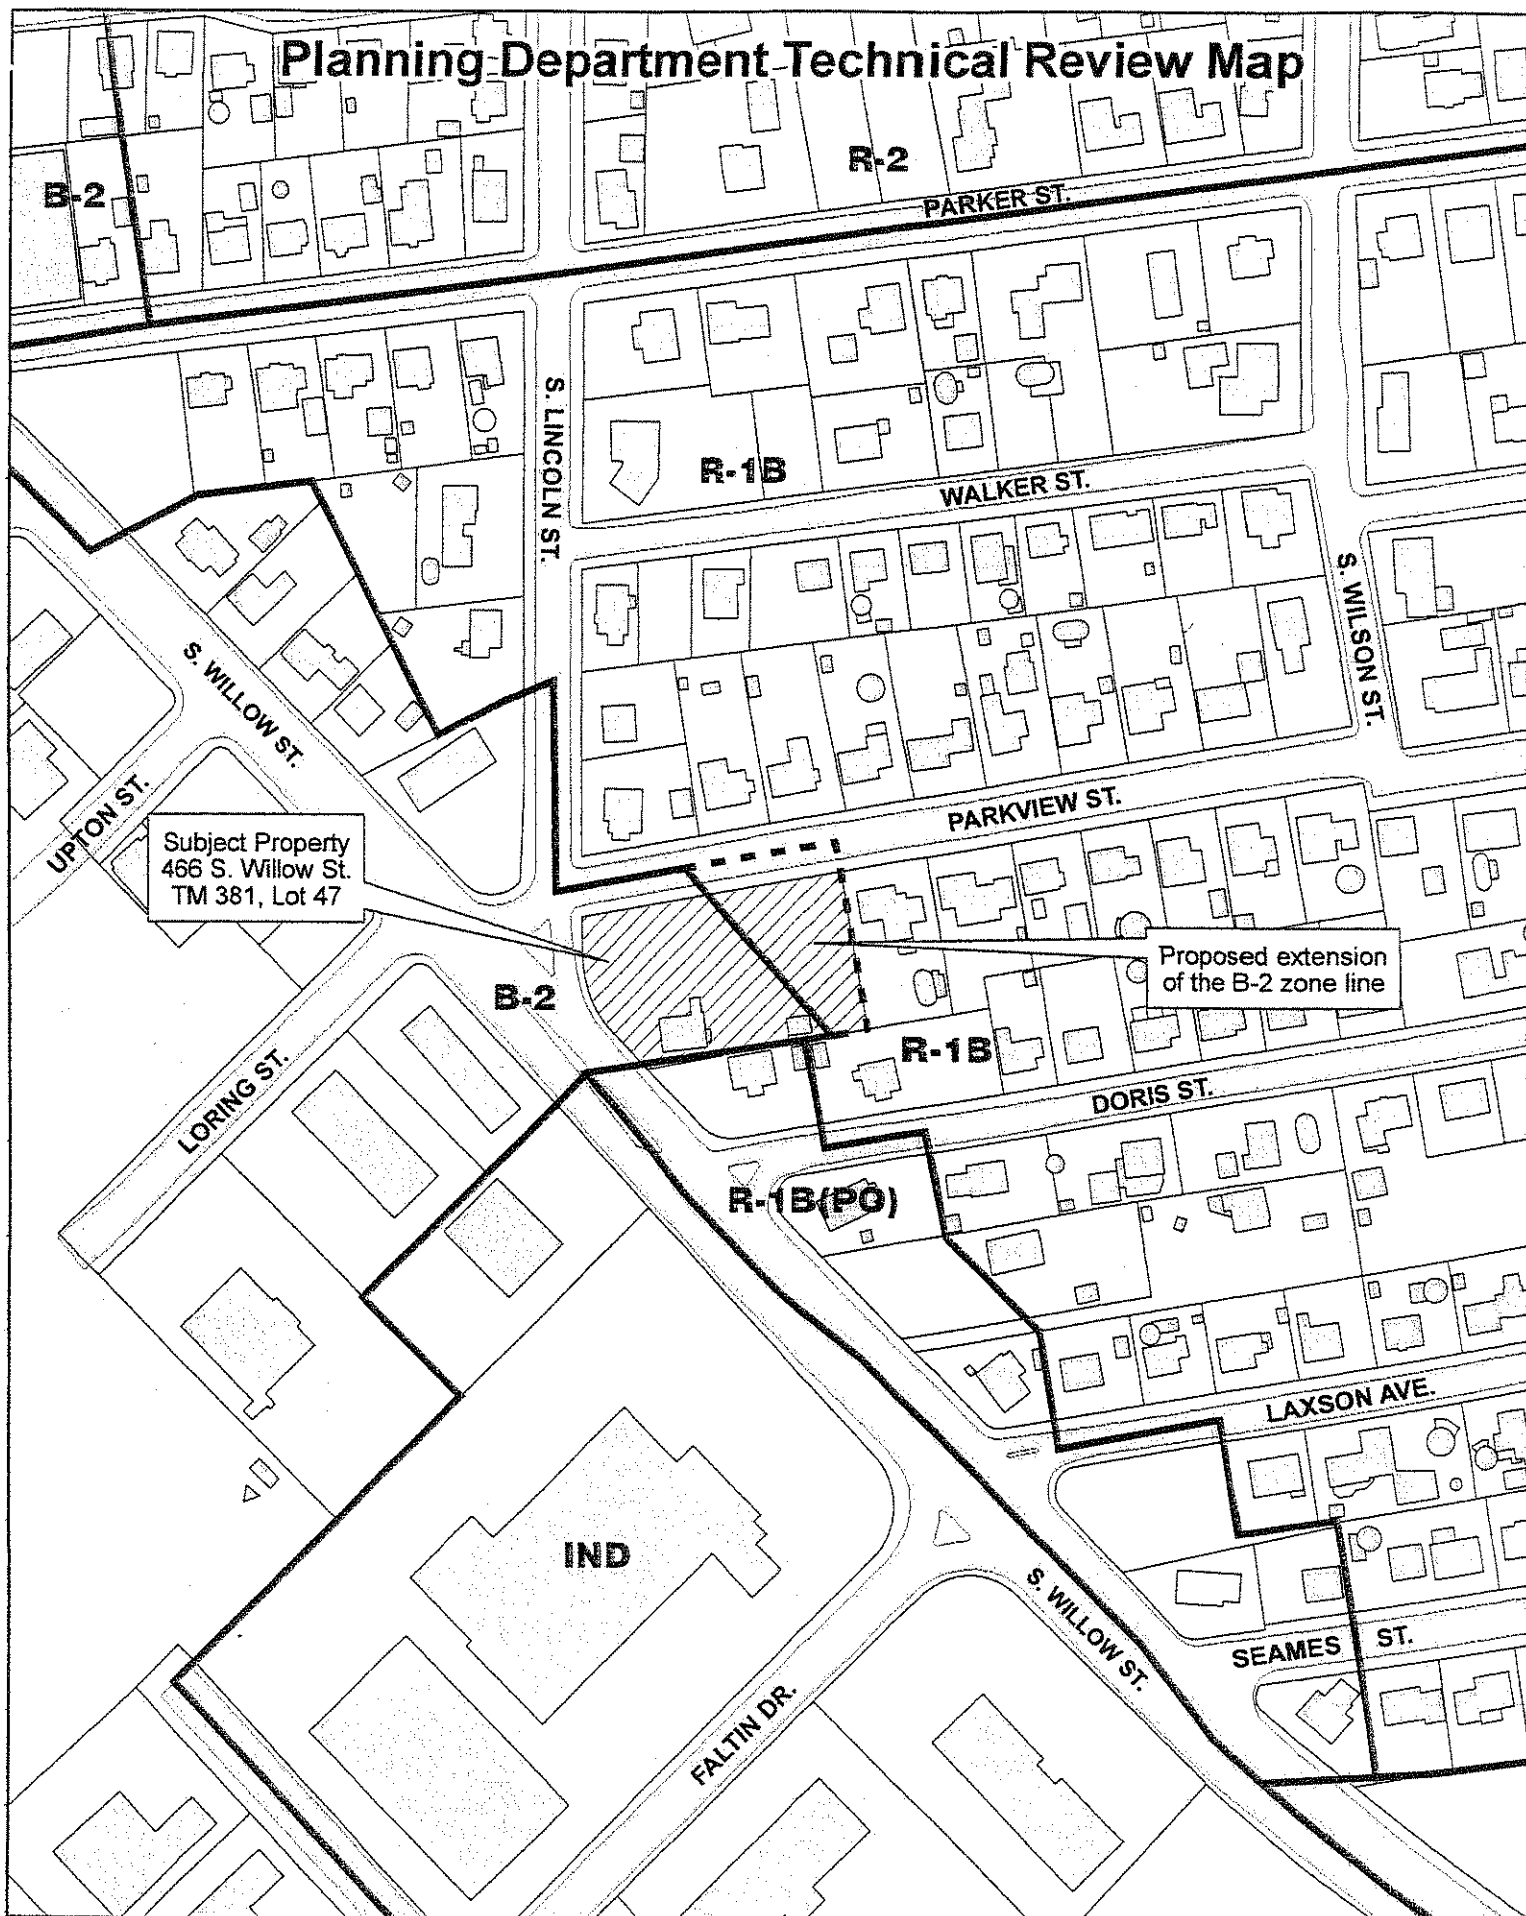 Planning Department Technical Review Map
R-2
B-2
PARKER ST.
S. LINCOLN ST.
R-1B
WALKER ST.
S. WILSON ST.
S. WILLOW ST.
UPTON ST.
PARKVIEW ST.
Subject Property
466 S. Willow St.
TM 381, Lot 47
Proposed extension
of the B-2 zone line
B-2
R-1B
LORING ST.
DORIS ST.
R-1B(PO)
LAXSON AVE.
IND
S. WILLOW ST.
SEAMES ST.
FALTIN DR.